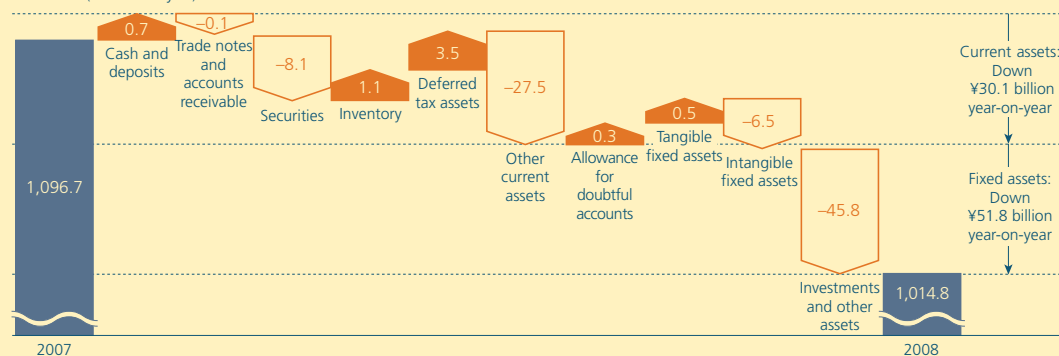 0.7
Cash and
deposits
–0.1
Trade notes
and
accounts
receivable
–8.1
Securities
1.1
Inventory
3.5
Deferred
tax assets
–27.5
Other
current
assets
0.3
Allowance
for
doubtful
accounts
0.5
Tangible
fixed assets
–6.5
Intangible
fixed assets
–45.8
Investments
and other
assets
1,096.7
2007
1,014.8
2008
Current assets:
Down
¥30.1 billion
year-on-year
Fixed assets:
Down
¥51.8 billion
year-on-year